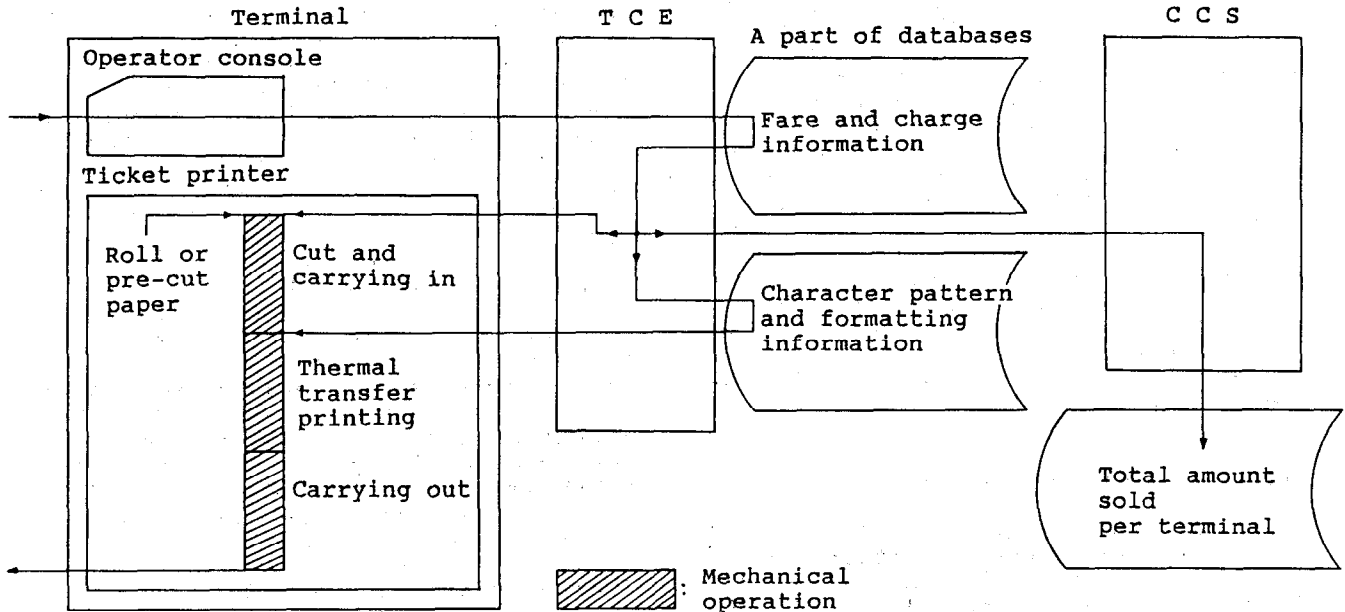 Terminal
T C E
C C S
A part of databases
Operator console
Fare and charge
information
Ticket printer
Roll or
pre-cut
paper
Cut and
carrying in
Character pattern
and formatting
information
Thermal
transfer
printing
Carrying out
Total amount
sold
per terminal
: Mechanical
operation